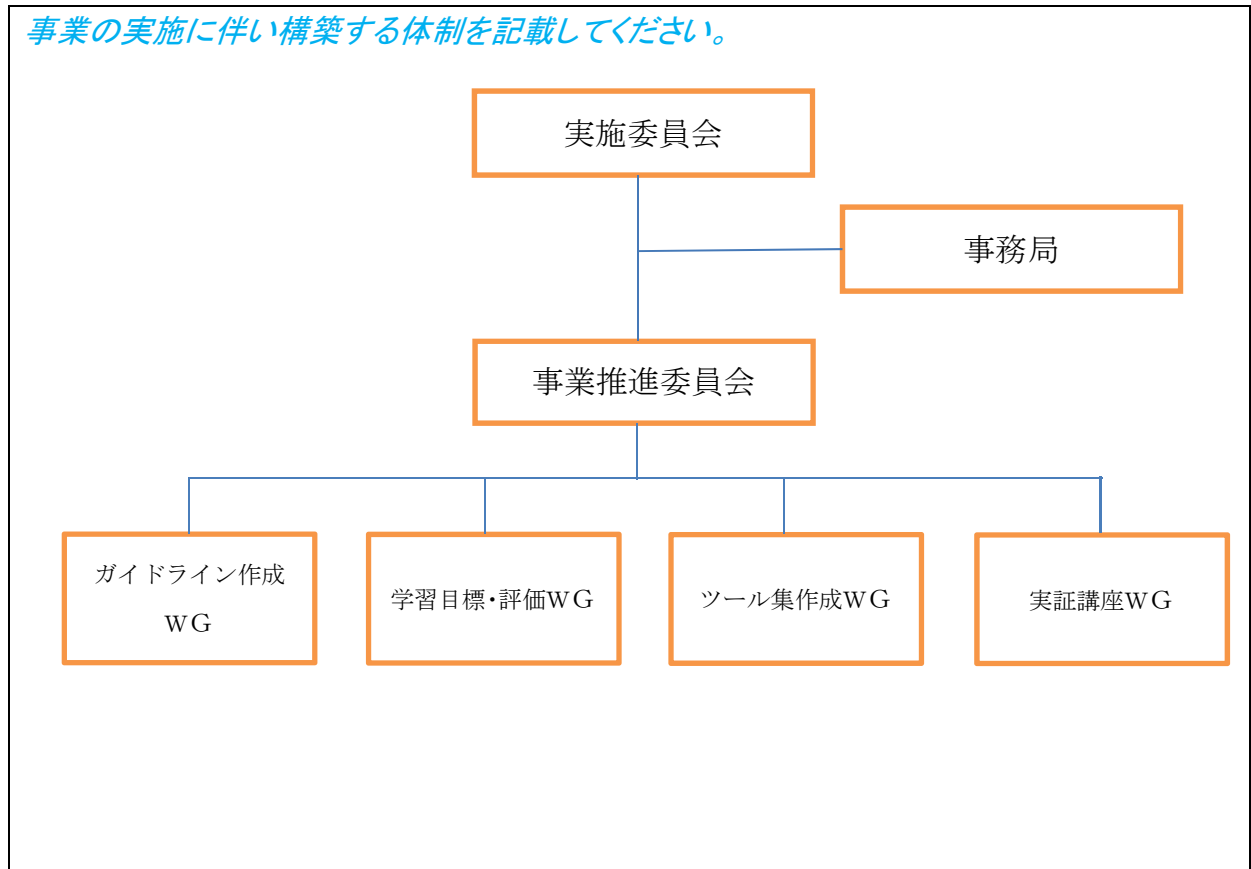 事業の実施に伴い構築する体制を記載してください。
実施委員会
事務局
事業推進委員会
ガイドライン作成
ＷＧ
学習目標・評価ＷＧ
ツール集作成ＷＧ
実証講座ＷＧ